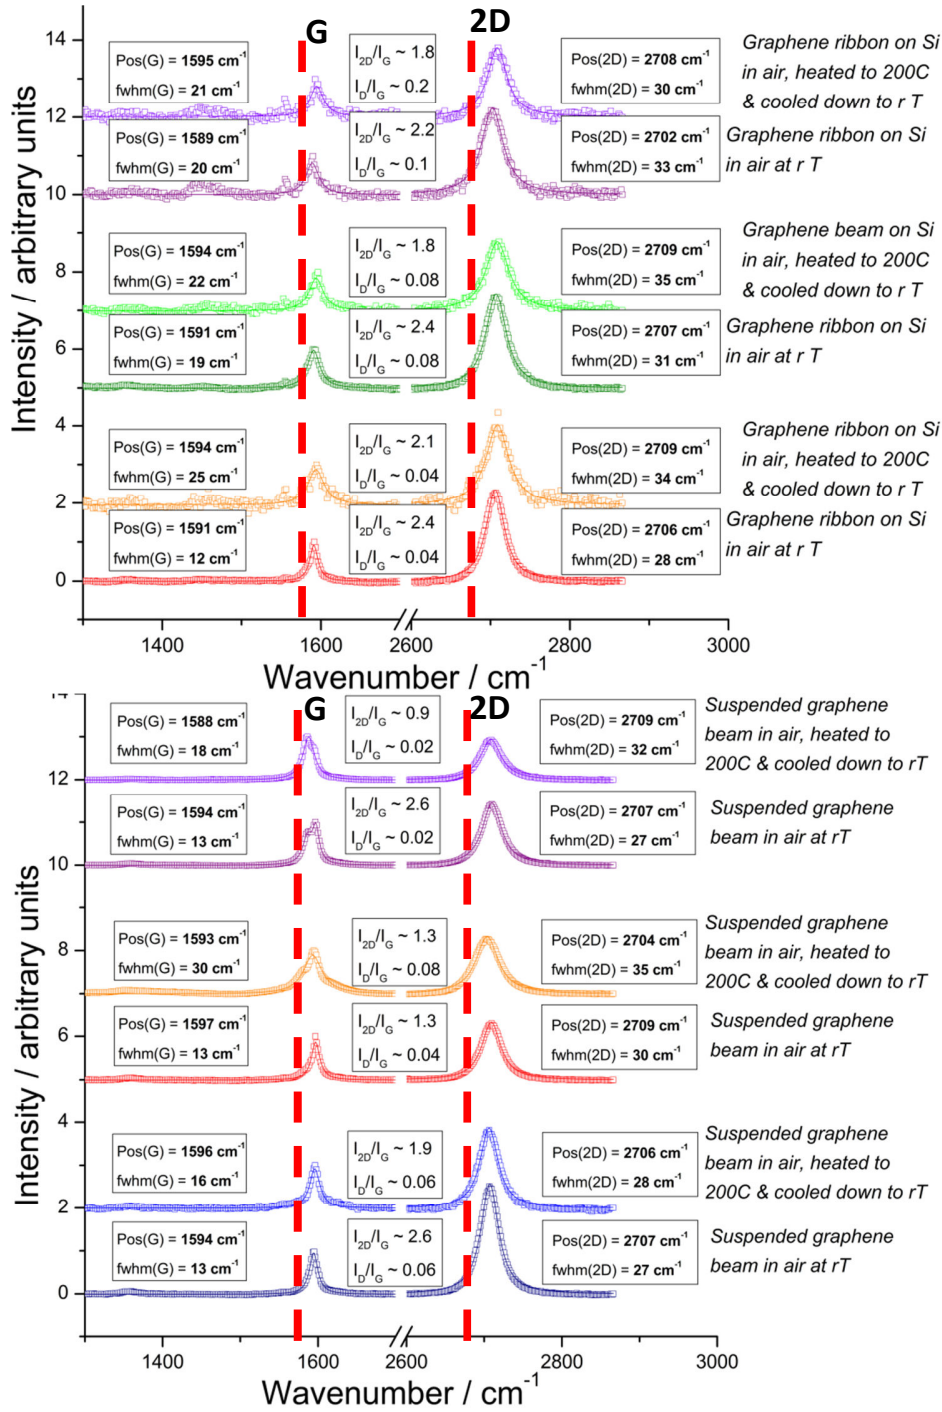 G
2D
14
12
10
8
6
4
2
0
Intensity / arbitrary units
Pos(G) = 1595 cm-1
fwhm(G) = 21 cm-1
I2D/IG ~ 1.8
ID/IG ~ 0.2
Pos(2D) = 2708 cm-1
fwhm(2D) = 30 cm-1
Graphene ribbon on Si
in air, heated to 200C
& cooled down to r T
Pos(G) = 1589 cm-1
fwhm(G) = 20 cm-1
I2D/IG ~ 2.2
ID/IG ~ 0.1
Pos(2D) = 2702 cm-1
fwhm(2D) = 33 cm-1
Graphene ribbon on Si
in air at r T
Pos(G) = 1594 cm-1
fwhm(G) = 22 cm-1
I2D/IG ~ 1.8
ID/IG ~ 0.08
Pos(2D) = 2709 cm-1
fwhm(2D) = 35 cm-1
Graphene beam on Si
in air, heated to 200C
& cooled down to r T
Pos(G) = 1591 cm-1
fwhm(G) = 19 cm-1
I2D/IG ~ 2.4
ID/IG ~ 0.08
Pos(2D) = 2707 cm-1
fwhm(2D) = 31 cm-1
Graphene ribbon on Si
in air at r T
Pos(G) = 1594 cm-1
fwhm(G) = 25 cm-1
I2D/IG ~ 2.1
ID/IG ~ 0.04
Pos(2D) = 2709 cm-1
fwhm(2D) = 34 cm-1
Graphene ribbon on Si
in air, heated to 200C
& cooled down to r T
Pos(G) = 1591 cm-1
fwhm(G) = 12 cm-1
I2D/IG ~ 2.4
ID/IG ~ 0.04
Pos(2D) = 2706 cm-1
fwhm(2D) = 28 cm-1
Graphene ribbon on Si
in air at r T
1400 1600 2600 2800 3000
Wavenumber / cm-1
G
2D
14
12
10
8
6
4
2
0
Intensity / arbitrary units
Pos(G) = 1588 cm-1
fwhm(G) = 18 cm-1
I2D/IG ~ 0.9
ID/IG ~ 0.02
Pos(2D) = 2709 cm-1
fwhm(2D) = 32 cm-1
Suspended graphene
beam in air, heated to
200C & cooled down to rT
Pos(G) = 1594 cm-1
fwhm(G) = 13 cm-1
I2D/IG ~ 2.6
ID/IG ~ 0.02
Pos(2D) = 2707 cm-1
fwhm(2D) = 27 cm-1
Suspended graphene
beam in air at rT
Pos(G) = 1593 cm-1
fwhm(G) = 30 cm-1
I2D/IG ~ 1.3
ID/IG ~ 0.08
Pos(2D) = 2704 cm-1
fwhm(2D) = 35 cm-1
Suspended graphene
beam in air, heated to
200C & cooled down to rT
Pos(G) = 1597 cm-1
fwhm(G) = 13 cm-1
I2D/IG ~ 1.3
ID/IG ~ 0.04
Pos(2D) = 2709 cm-1
fwhm(2D) = 30 cm-1
Suspended graphene
beam in air at rT
Pos(G) = 1596 cm-1
fwhm(G) = 16 cm-1
I2D/IG ~ 1.9
ID/IG ~ 0.06
Pos(2D) = 2706 cm-1
fwhm(2D) = 28 cm-1
Suspended graphene
beam in air, heated to
200C & cooled down to rT
Pos(G) = 1594 cm-1
fwhm(G) = 13 cm-1
I2D/IG ~ 2.6
ID/IG ~ 0.06
Pos(2D) = 2707 cm-1
fwhm(2D) = 27 cm-1
Suspended graphene
beam in air at rT
1400 1600 2600 2800 3000
Wavenumber / cm-1